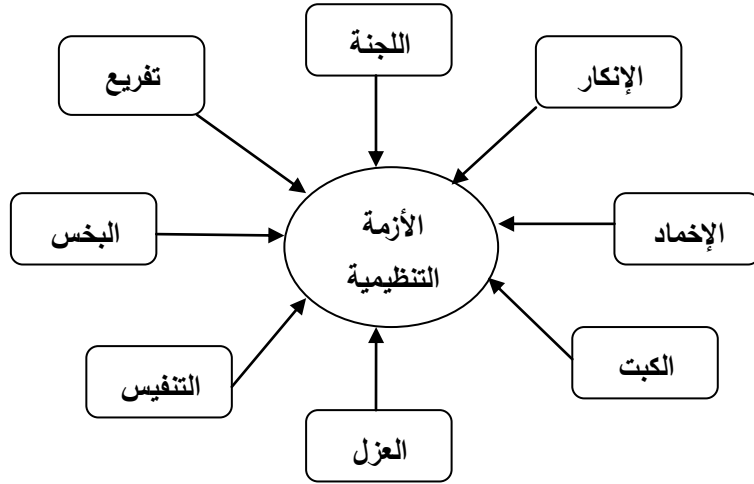 اللجنة
الإنكار
تفريع
الأزمة
التنظيمية
الإخماد
البخس
الكبت
التنفيس
العزل